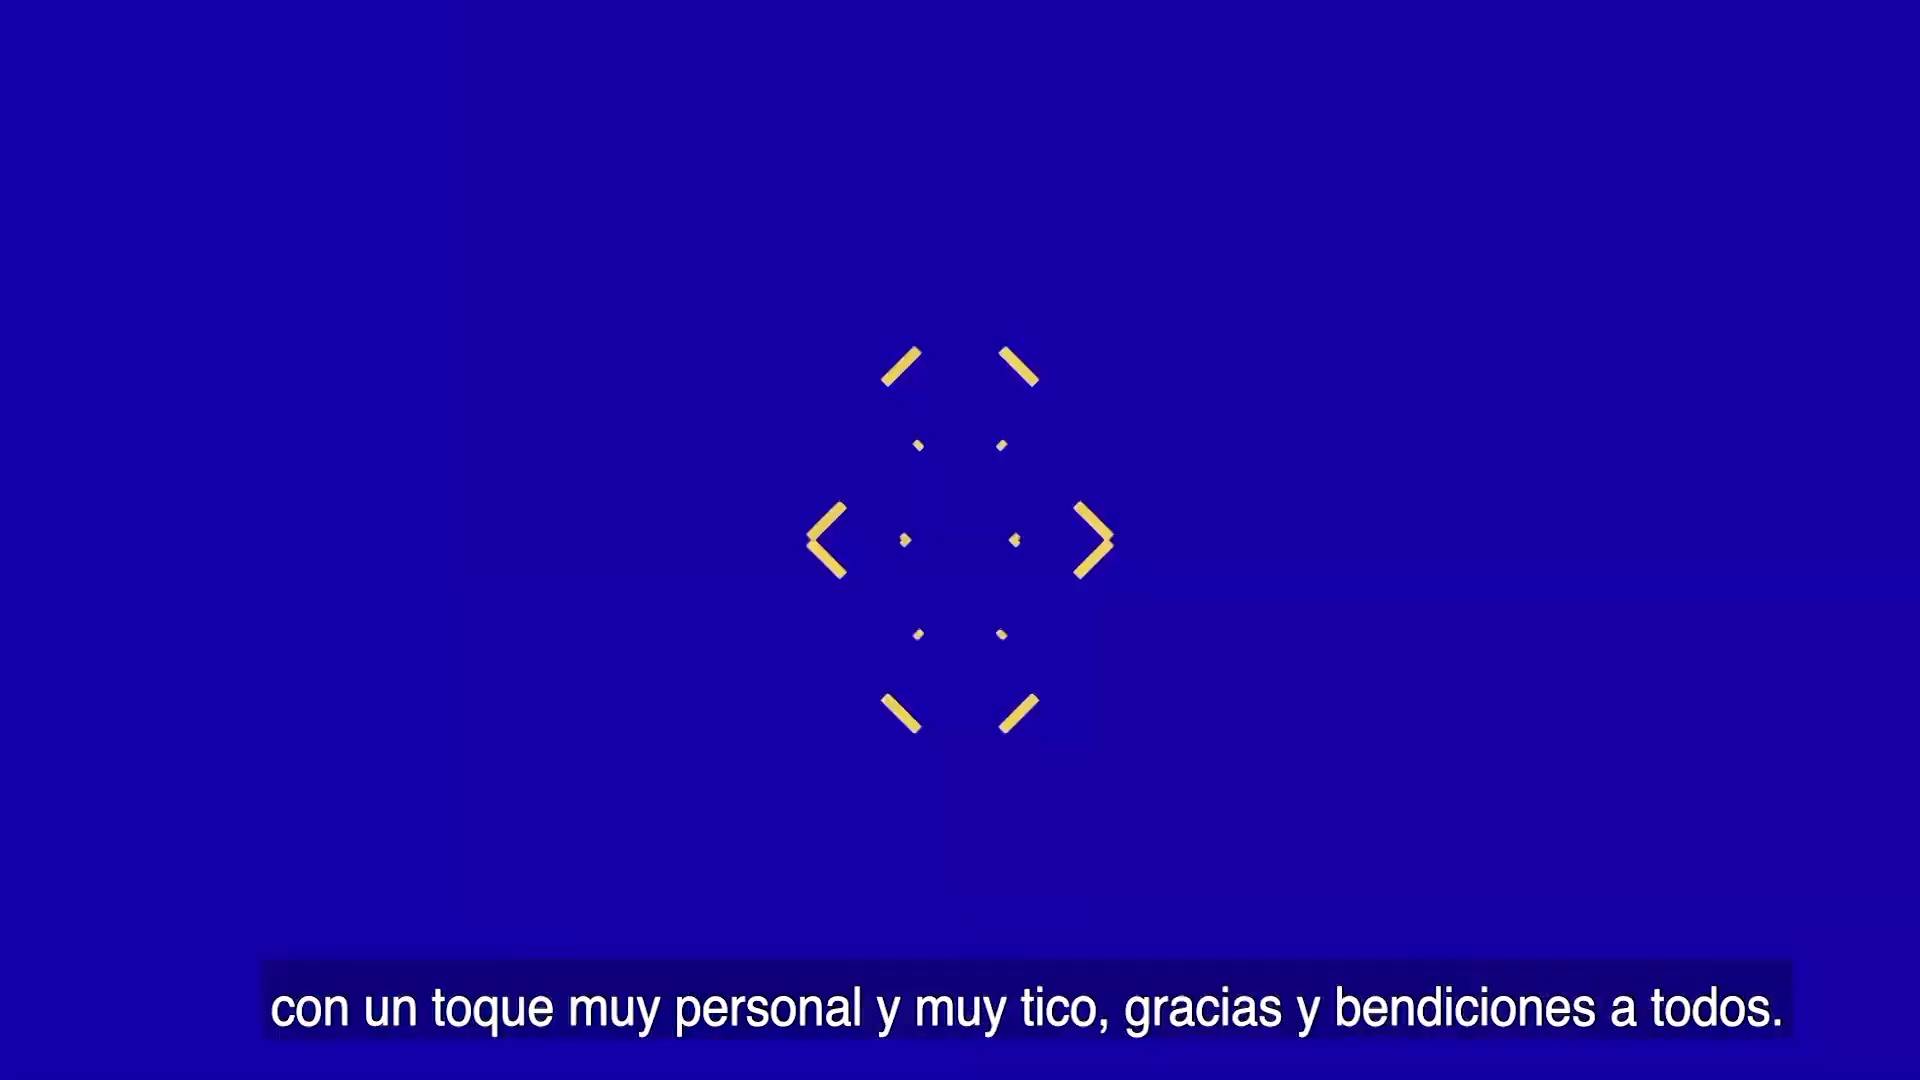 con un toque muy personal y muy tico, gracias y bendiciones a todos.